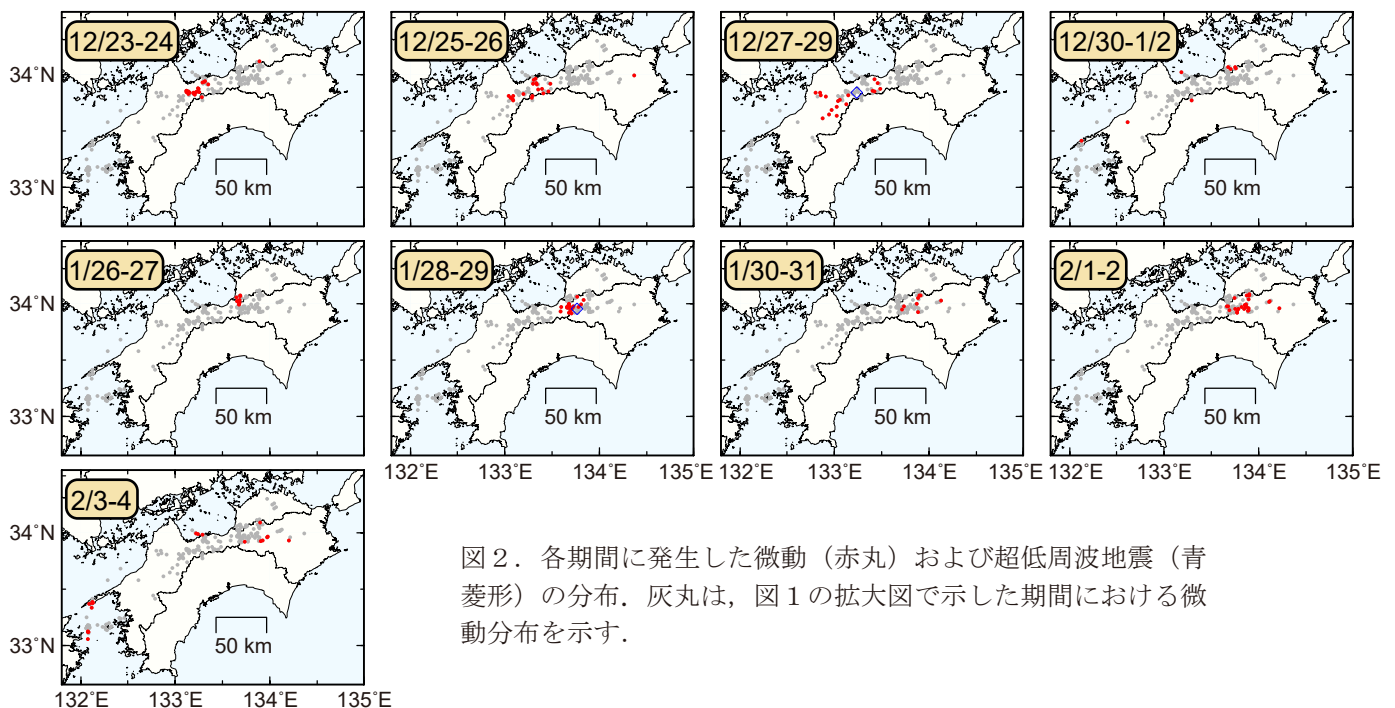 12/23-24
12/25-26
12/27-29
12/30-1/2
34°N
33°N
50 km
50 km
50 km
50 km
1/26-27
1/28-29
1/30-31
2/1-2
34°N
33°N
50 km
50 km
50 km
50 km
132°E 133°E 134°E 135°E
132°E 133°E 134°E 135°E
132°E 133°E 134°E 135°E
2/3-4
34°N
33°N
50 km
132°E 133°E 134°E 135°E
図２．各期間に発生した微動（赤丸）および超低周波地震（青
菱形）の分布．灰丸は，図１の拡大図で示した期間における微
動分布を示す．